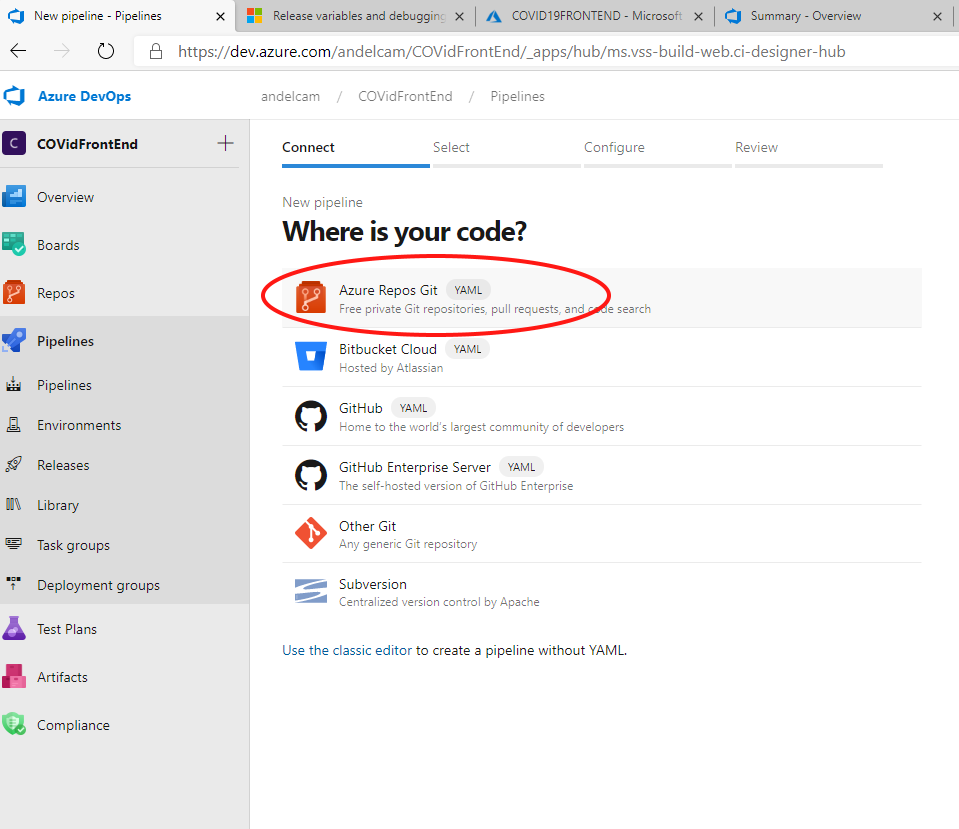 New pipeline - Pipelines
Release variables and debugging
COVID19FRONTEND - Microsoft
Summary - Overview
https://dev.azure.com/andelcam/COVidFrontEnd/_apps/hub/ms.vss-build-web.ci-designer-hub
Azure DevOps
andelcam / COVidFrontEnd / Pipelines
C COVidFrontEnd
Overview
Boards
Repos
Pipelines
Pipelines
Environments
Releases
Library
Task groups
Deployment groups
Test Plans
Artifacts
Compliance
Connect
Select
Configure
Review
New pipeline
Where is your code?
Azure Repos Git YAML
Free private Git repositories, pull requests, and code search
Bitbucket Cloud YAML
Hosted by Atlassian
GitHub YAML
Home to the world's largest community of developers
GitHub Enterprise Server YAML
The self-hosted version of GitHub Enterprise
Other Git
Any generic Git repository
Subversion
Centralized version control by Apache
Use the classic editor to create a pipeline without YAML.